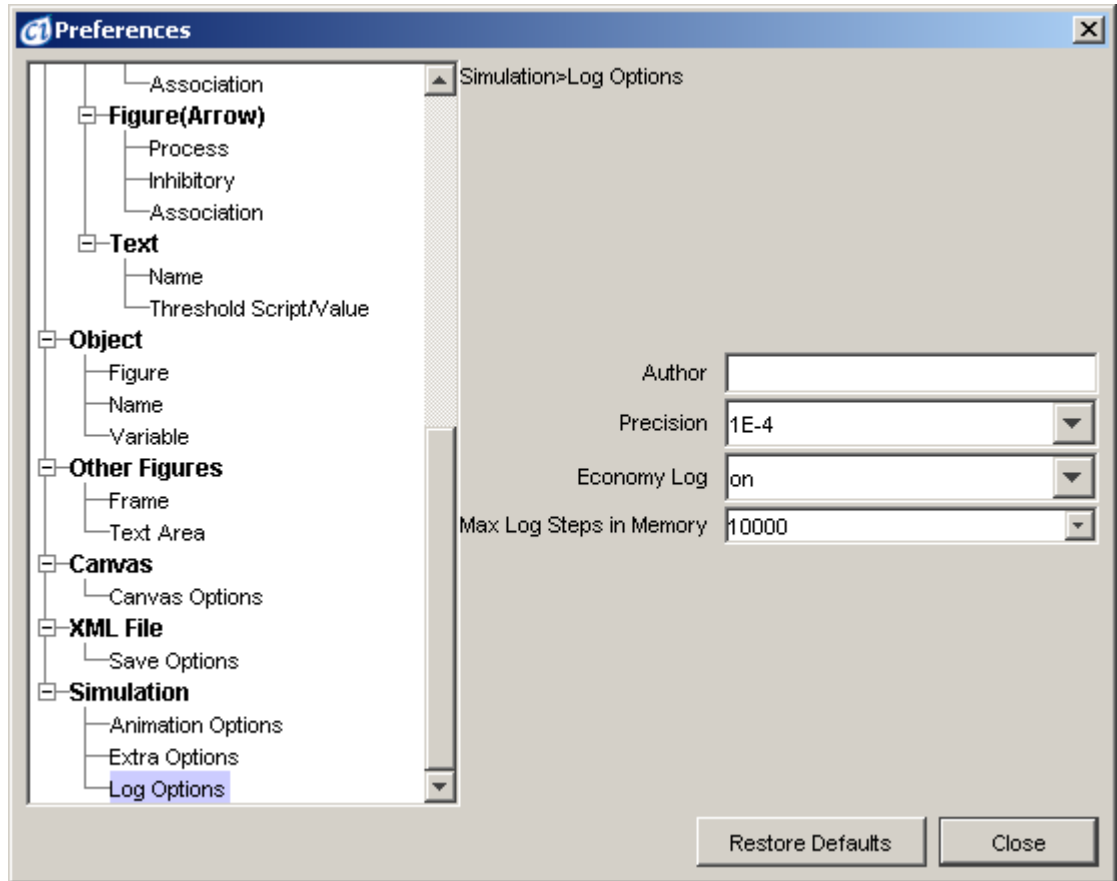 Preferences
Association
Figure(Arrow)
Process
Inhibitory
Association
Text
Name
Threshold Script/Value
Object
Figure
Name
Variable
Other Figures
Frame
Text Area
Canvas
Canvas Options
XML File
Save Options
Simulation
Animation Options
Extra Options
Log Options
Simulation>Log Options
Author
Precision 1E-4
Economy Log on
Max Log Steps in Memory 10000
Restore Defaults Close